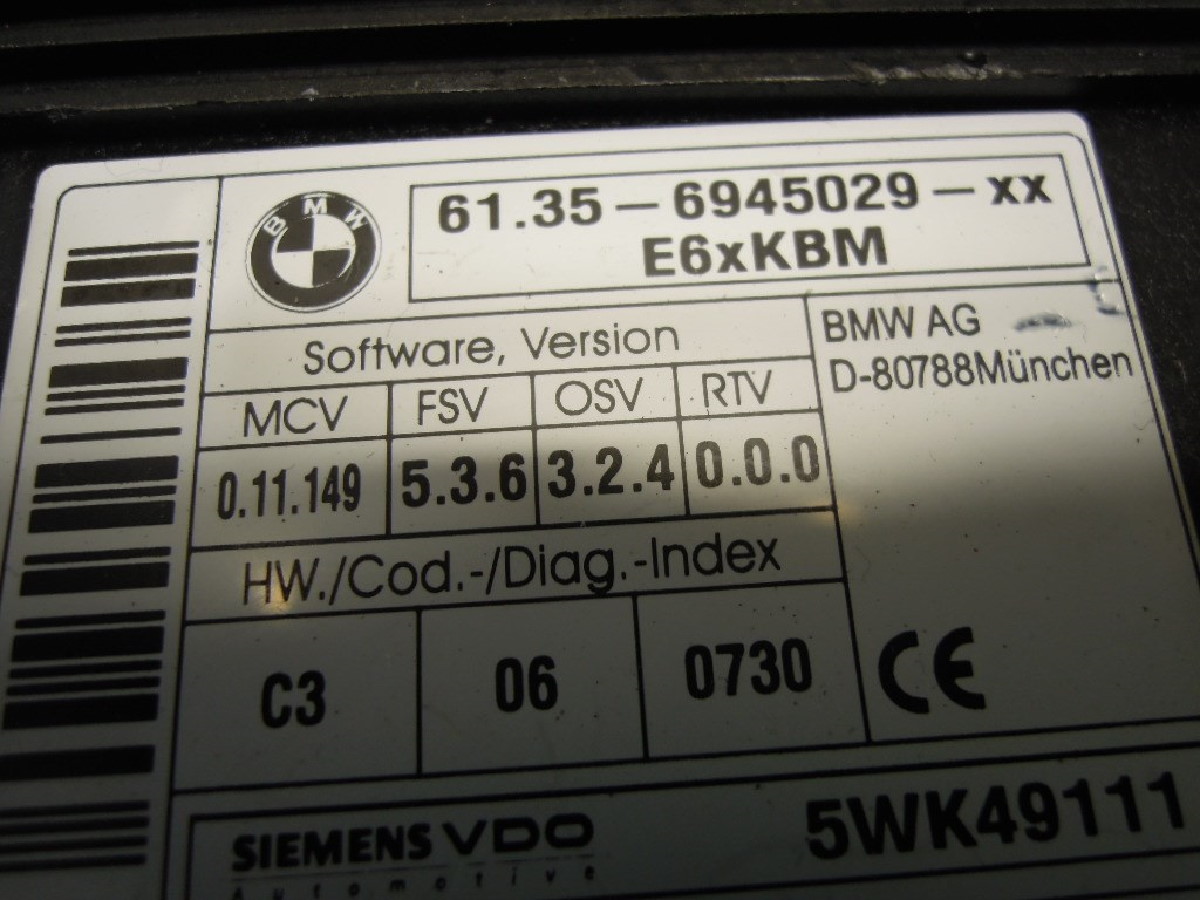 BMW
61.35-6945029-xx
E6xKBM
Software, Version
BMW AG
D-80788München
MCV FSV OSV RTV
0.11.149 5.3.6 3.2.4 0.0.0
HW./Cod.-/Diag.-Index
C3 06 0730
CE
SIEMENS VDO
Automotive
5WK49111